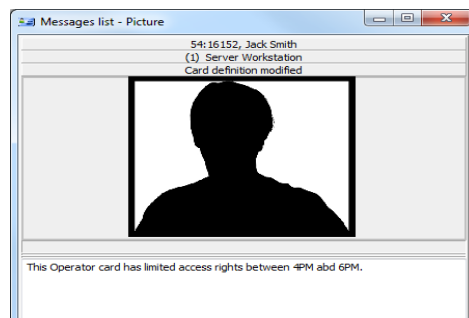 Messages list - Picture
54:16152, Jack Smith
(1) Server Workstation
Card definition modified
This Operator card has limited access rights between 4PM abd 6PM.